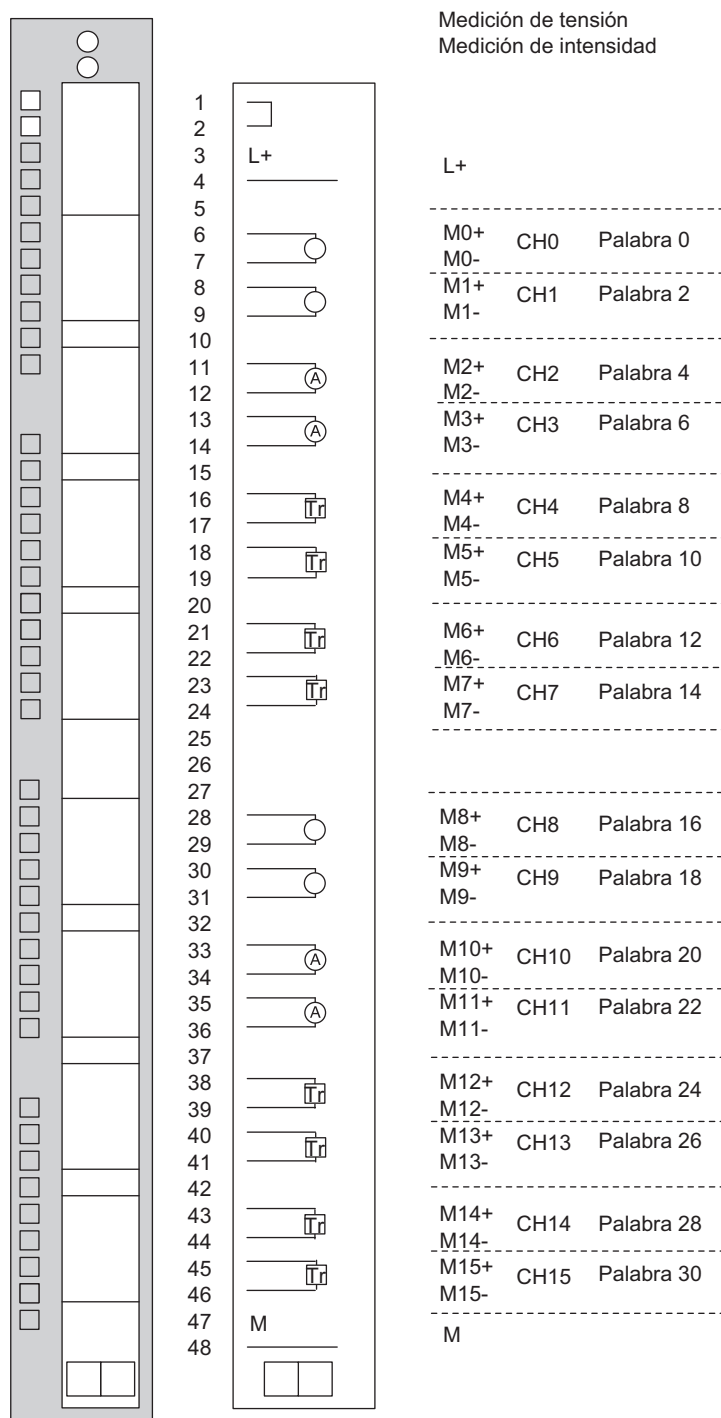 Medición de tensión
Medición de intensidad
1
2
3 L+ L+
4
5
6 M0+ CH0 Palabra 0
7 M0-
8 M1+ CH1 Palabra 2
9 M1-
10
11 A M2+ CH2 Palabra 4
12 M2-
13 A M3+ CH3 Palabra 6
14 M3-
15
16 Tr M4+ CH4 Palabra 8
17 M4-
18 Tr M5+ CH5 Palabra 10
19 M5-
20
21 Tr M6+ CH6 Palabra 12
22 M6-
23 Tr M7+ CH7 Palabra 14
24 M7-
25
26
27
28 M8+ CH8 Palabra 16
29 M8-
30 M9+ CH9 Palabra 18
31 M9-
32
33 A M10+ CH10 Palabra 20
34 M10-
35 A M11+ CH11 Palabra 22
36 M11-
37
38 Tr M12+ CH12 Palabra 24
39 M12-
40 Tr M13+ CH13 Palabra 26
41 M13-
42
43 Tr M14+ CH14 Palabra 28
44 M14-
45 Tr M15+ CH15 Palabra 30
46 M15-
47 M M
48